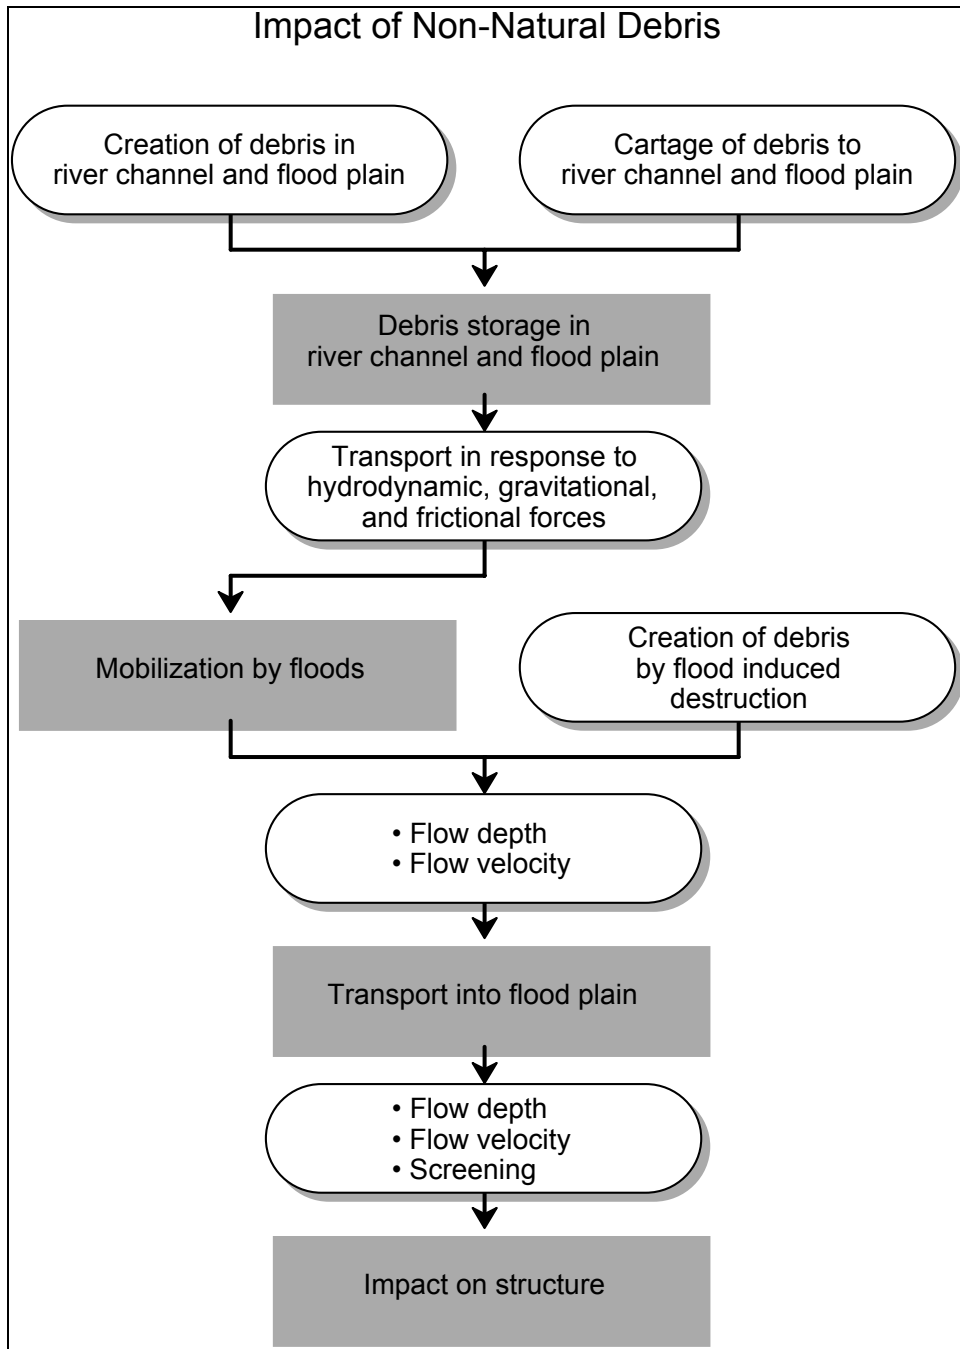 Impact of Non-Natural Debris
Creation of debris in
river channel and flood plain
Cartage of debris to
river channel and flood plain
Debris storage in
river channel and flood plain
Transport in response to
hydrodynamic, gravitational,
and frictional forces
Mobilization by floods
Creation of debris
by flood induced
destruction
• Flow depth
• Flow velocity
Transport into flood plain
• Flow depth
• Flow velocity
• Screening
Impact on structure